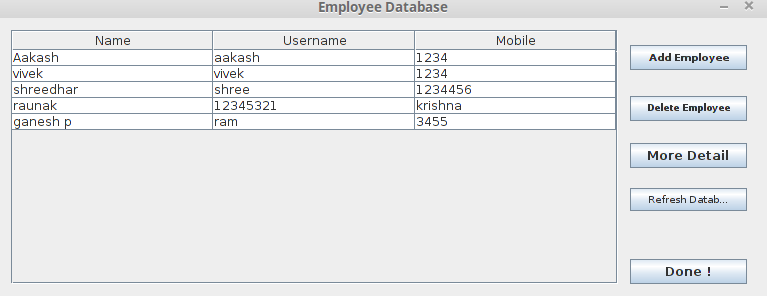 Employee Database
Name Username Mobile
Aakash aakash 1234
vivek vivek 1234
shreedhar shree 1234456
raunak 12345321 krishna
ganesh p ram 3455
Add Employee
Delete Employee
More Detail
Refresh Datab...
Done !